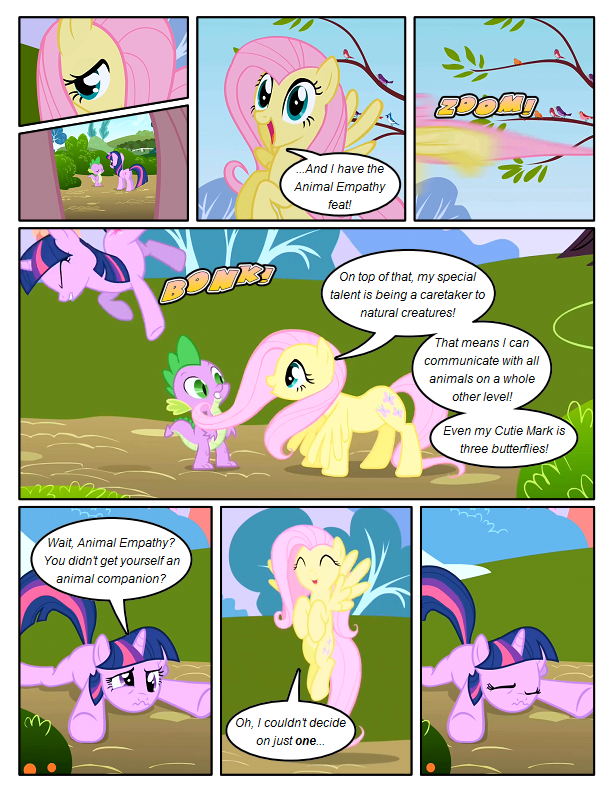 ...And I have the
Animal Empathy
feat!
ZOOM!
BONK!
On top of that, my special
talent is being a caretaker to
natural creatures!
That means I can
communicate with all
animals on a whole
other level!
Even my Cutie Mark is
three butterflies!
Wait, Animal Empathy?
You didn't get yourself an
animal companion?
Oh, I couldn't decide
on just one...